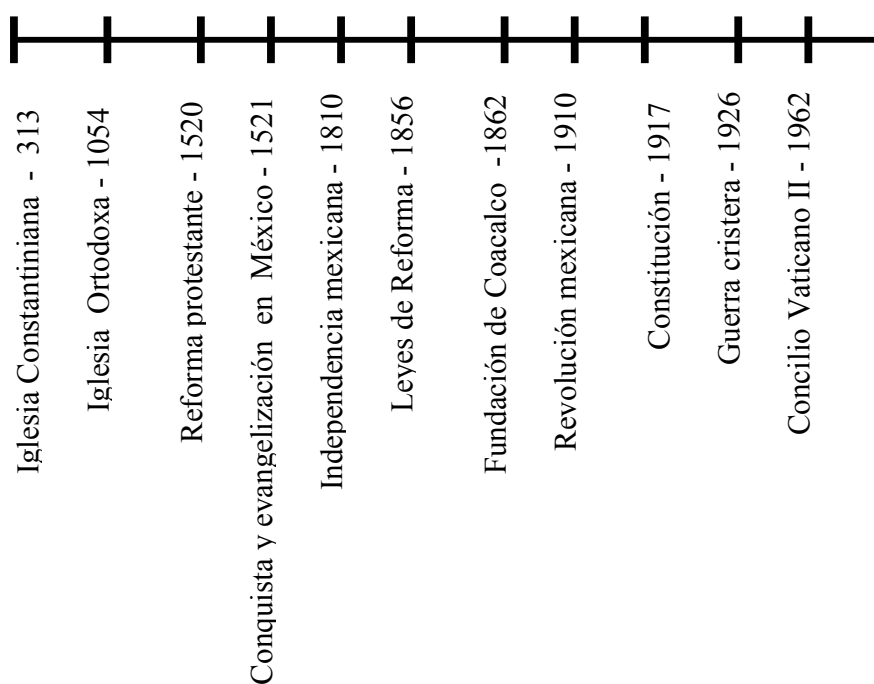 Iglesia Constantiniana - 313
Iglesia Ortodoxa - 1054
Reforma protestante - 1520
Conquista y evangelización en México - 1521
Independencia mexicana - 1810
Leyes de Reforma - 1856
Fundación de Coacalco -1862
Revolución mexicana - 1910
Constitución - 1917
Guerra cristera - 1926
Concilio Vaticano II - 1962